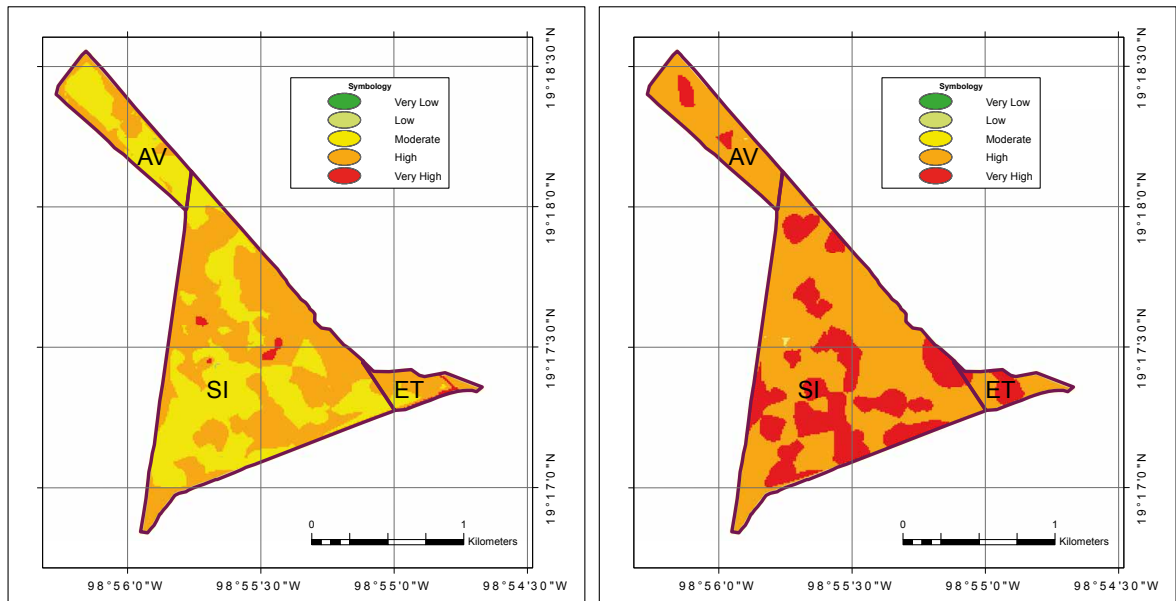 Symbology
Very Low
Low
Moderate
High
Very High
AV
SI
ET
0 1
Kilometers
19°18'30"N
19°18'0"N
19°17'30"N
19°17'0"N
98°56'0"W 98°55'30"W 98°55'0"W 98°54'30"W
Symbology
Very Low
Low
Moderate
High
Very High
AV
SI
ET
0 1
Kilometers
19°18'30"N
19°18'0"N
19°17'30"N
19°17'0"N
98°56'0"W 98°55'30"W 98°55'0"W 98°54'30"W